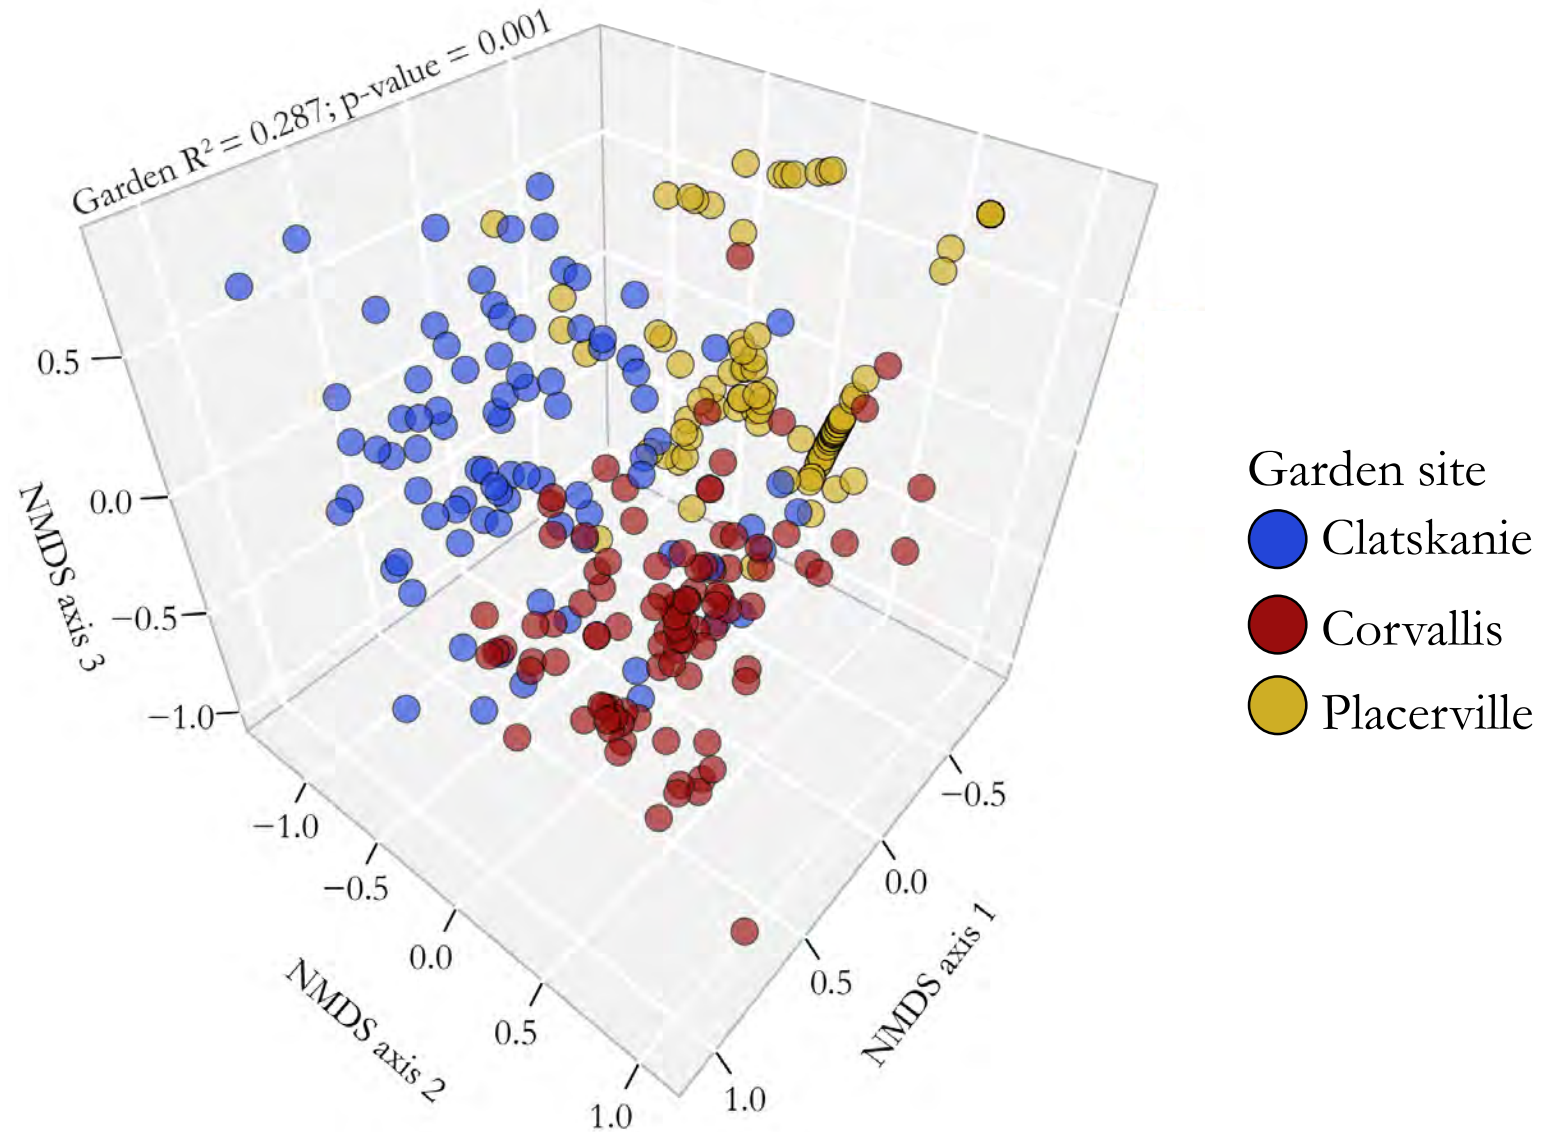 Garden R² = 0.287; p-value = 0.001
0.5
0.0
−0.5
−1.0
NMDS axis 3
−1.0
−0.5
0.0
0.5
1.0
NMDS axis 2
−0.5
0.0
0.5
1.0
NMDS axis 1
Garden site
Clatskanie
Corvallis
Placerville